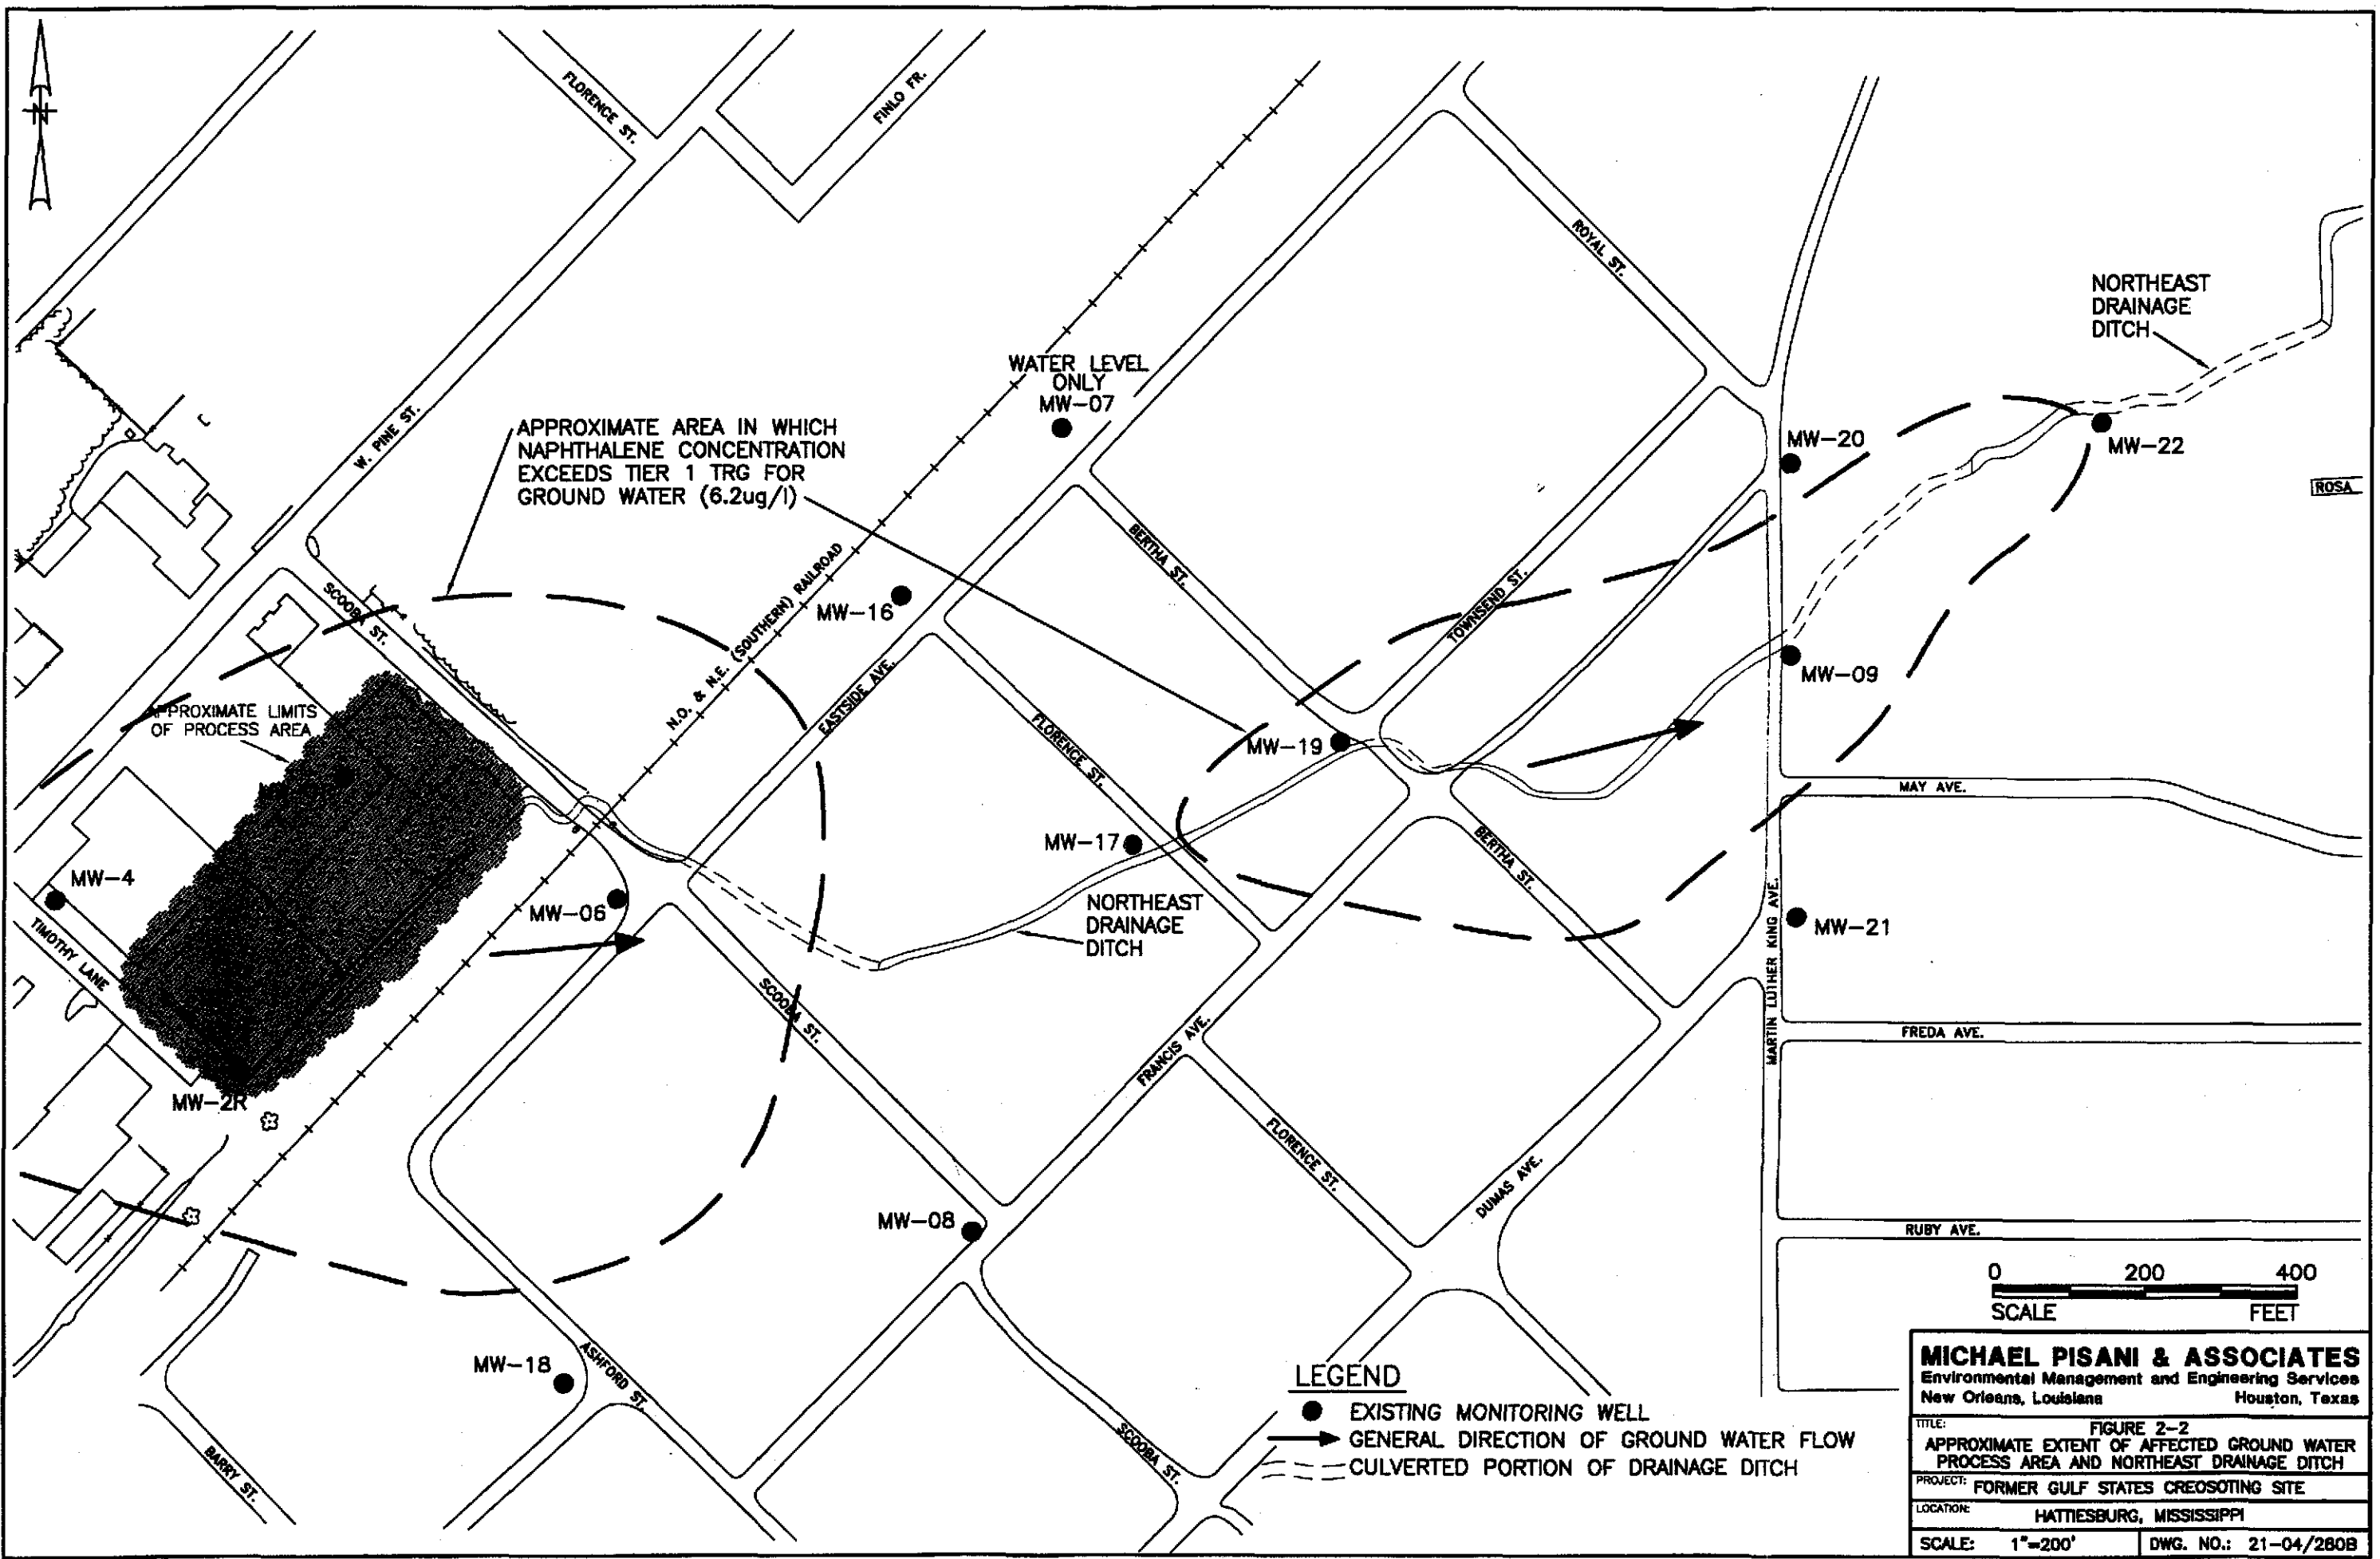 N
FLORENCE ST.
FINLO FR.
ROYAL ST.
NORTHEAST
DRAINAGE
DITCH
WATER LEVEL
ONLY
MW-07
APPROXIMATE AREA IN WHICH
NAPHTHALENE CONCENTRATION
EXCEEDS TIER 1 TRG FOR
GROUND WATER (6.2ug/l)
W. PINE ST.
MW-20
MW-22
ROSA
BERTHA ST.
N.O. & N.E. (SOUTHERN) RAILROAD
SCOOBA ST.
MW-16
TOWNSEND ST.
EASTSIDE AVE.
MW-09
APPROXIMATE LIMITS
OF PROCESS AREA
FLORENCE ST.
MW-19
MAY AVE.
MW-17
BERTHA ST.
MW-4
MW-06
NORTHEAST
DRAINAGE
DITCH
MW-21
MARTIN LUTHER KING AVE.
TIMOTHY LANE
SCOOBA ST.
FREDA AVE.
FRANCIS AVE.
MW-2R
FLORENCE ST.
DUMAS AVE.
MW-08
RUBY AVE.
0 200 400
SCALE FEET
MW-18
ASHFORD ST.
SCOOBA ST.
BARRY ST.
LEGEND
EXISTING MONITORING WELL
GENERAL DIRECTION OF GROUND WATER FLOW
CULVERTED PORTION OF DRAINAGE DITCH
MICHAEL PISANI & ASSOCIATES
Environmental Management and Engineering Services
New Orleans, Louisiana Houston, Texas
TITLE: FIGURE 2-2
APPROXIMATE EXTENT OF AFFECTED GROUND WATER
PROCESS AREA AND NORTHEAST DRAINAGE DITCH
PROJECT: FORMER GULF STATES CREOSOTING SITE
LOCATION: HATTIESBURG, MISSISSIPPI
SCALE: 1"=200' DWG. NO.: 21-04/280B